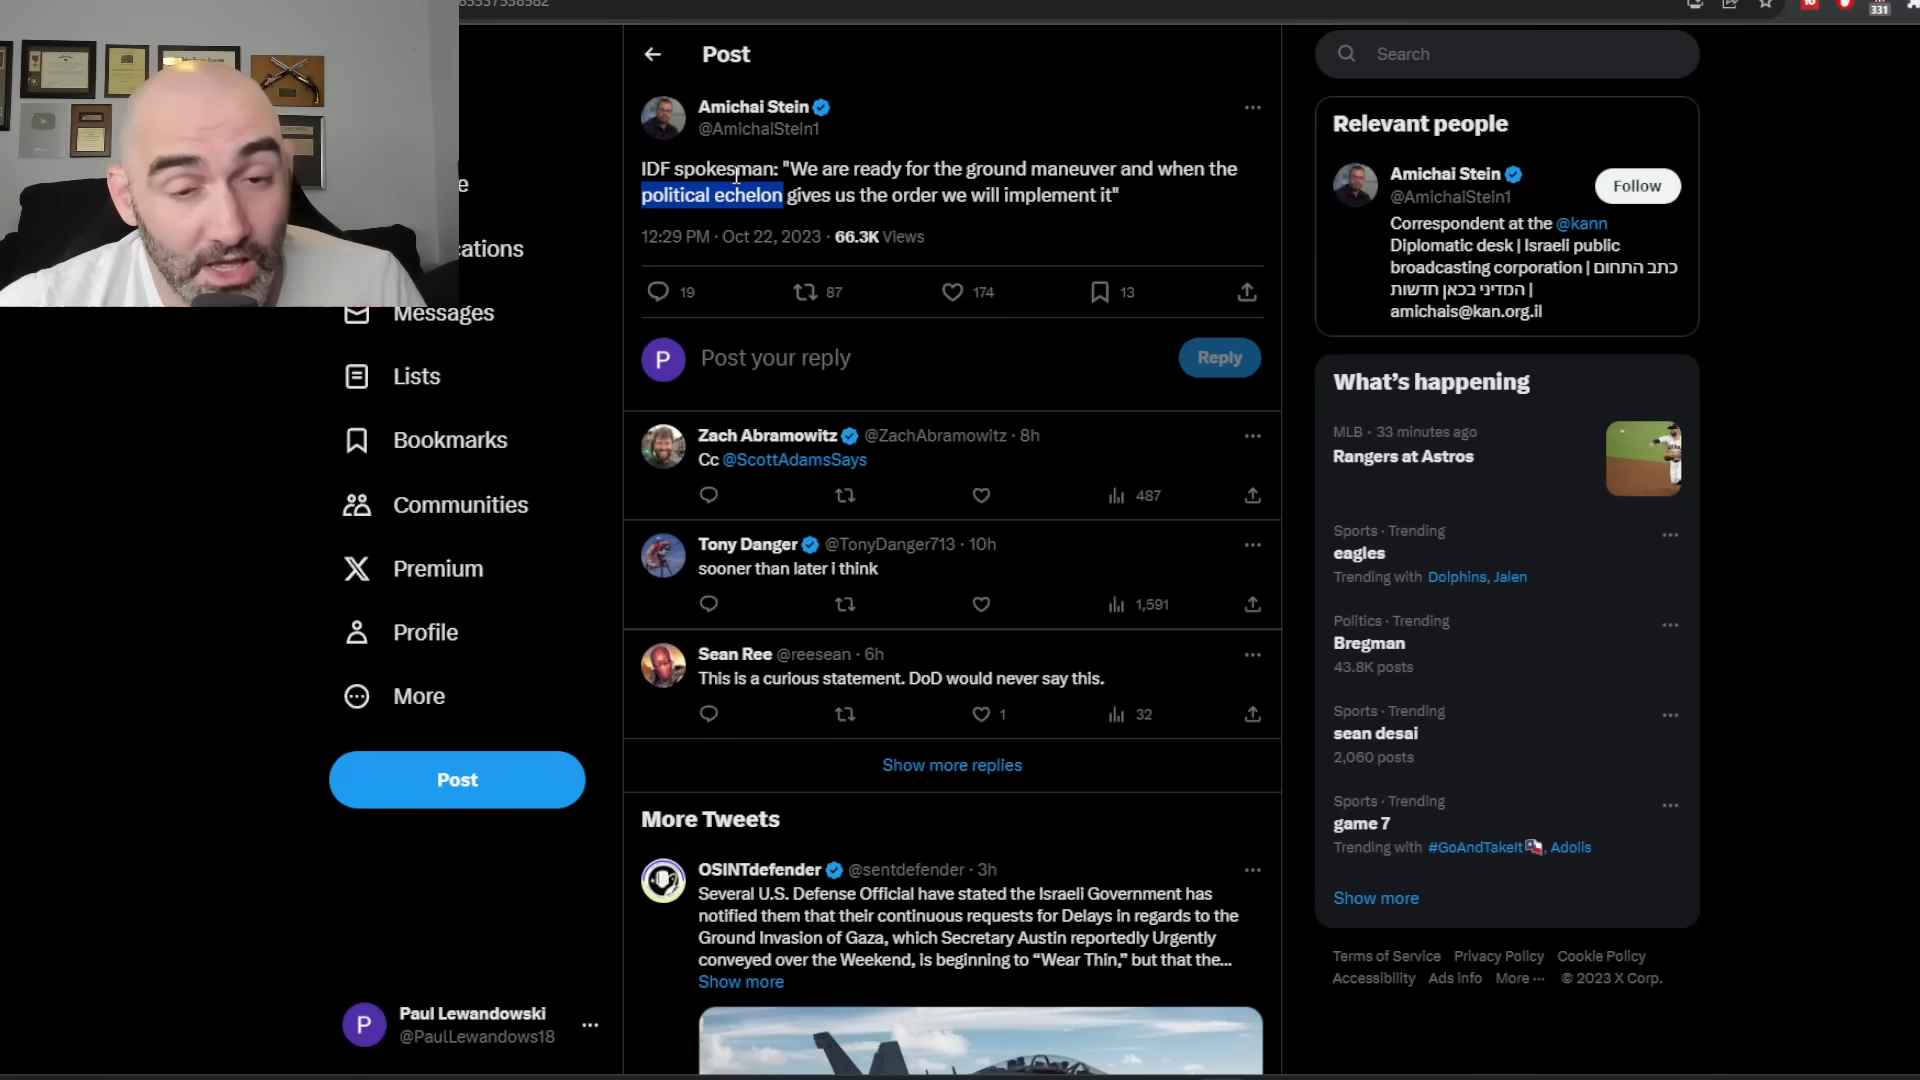 65337538562
16
331
e
cations
Messages
Lists
Bookmarks
Communities
Premium
Profile
More
Post
P
Paul Lewandowski
@PaulLewandows18
Post
Amichai Stein
@AmichaiStein1
IDF spokesman: "We are ready for the ground maneuver and when the
political echelon gives us the order we will implement it"
12:29 PM · Oct 22, 2023 · 66.3K Views
19 87 174 13
P Post your reply Reply
Zach Abramowitz @ZachAbramowitz · 8h
Cc @ScottAdamsSays
487
Tony Danger @TonyDanger713 · 10h
sooner than later i think
1,591
Sean Ree @reesean · 6h
This is a curious statement. DoD would never say this.
1 32
Show more replies
More Tweets
OSINTdefender @sentdefender · 3h
Several U.S. Defense Official have stated the Israeli Government has
notified them that their continuous requests for Delays in regards to the
Ground Invasion of Gaza, which Secretary Austin reportedly Urgently
conveyed over the Weekend, is beginning to “Wear Thin,” but that the...
Show more
Search
Relevant people
Amichai Stein
@AmichaiStein1
Follow
Correspondent at the @kann
Diplomatic desk | Israeli public
broadcasting corporation | כתב התחום
המדיני בכאן חדשות |
amichais@kan.org.il
What’s happening
MLB · 33 minutes ago
Rangers at Astros
Sports · Trending
eagles
Trending with Dolphins, Jalen
Politics · Trending
Bregman
43.8K posts
Sports · Trending
sean desai
2,060 posts
Sports · Trending
game 7
Trending with #GoAndTakeIt, Adolls
Show more
Terms of Service Privacy Policy Cookie Policy
Accessibility Ads info More ··· © 2023 X Corp.